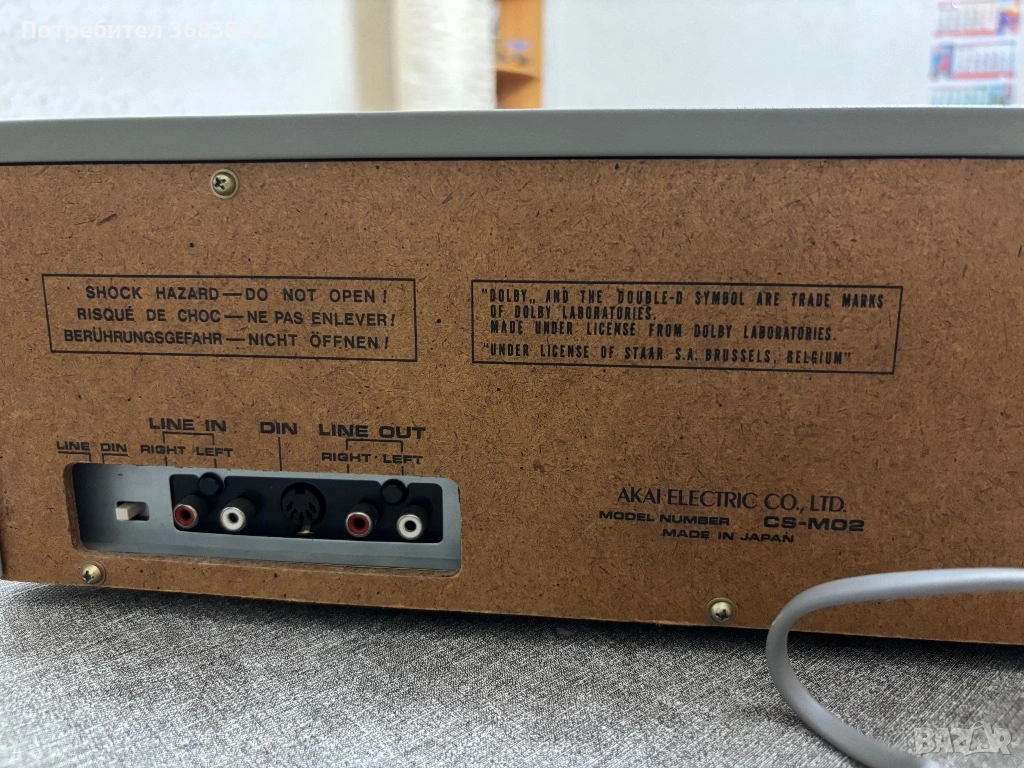 Потребител
SHOCK HAZARD — DO NOT OPEN!
RISQUÉ DE CHOC — NE PAS ENLEVER!
BERÜHRUNGSGEFAHR — NICHT ÖFFNEN!
"DOLBY„ AND THE DOUBLE-D SYMBOL ARE TRADE MARKS
OF DOLBY LABORATORIES.
MADE UNDER LICENSE FROM DOLBY LABORATORIES.
"UNDER LICENSE OF STAAR S.A. BRUSSELS, BELGIUM"
LINE IN DIN LINE OUT
LINE DIN RIGHT · LEFT RIGHT · LEFT
AKAI ELECTRIC CO., LTD.
MODEL NUMBER CS-M02
MADE IN JAPAN
BAZAR